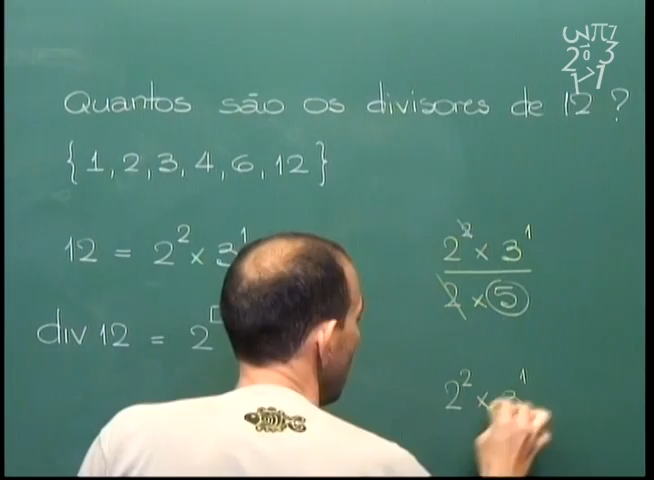 Quantos são os divisores de 12 ?
{ 1, 2, 3, 4, 6, 12 }
12 = 2² × 3¹
div 12 = 2
2² × 3¹
2 × 5
2² × 3¹